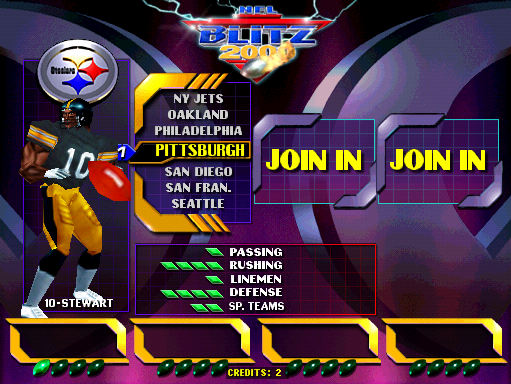 NFL
BLITZ
2000
Steelers
NY JETS
OAKLAND
PHILADELPHIA
1
PITTSBURGH
SAN DIEGO
SAN FRAN.
SEATTLE
JOIN IN
JOIN IN
10
10-STEWART
PASSING
RUSHING
LINEMEN
DEFENSE
SP. TEAMS
CREDITS: 2